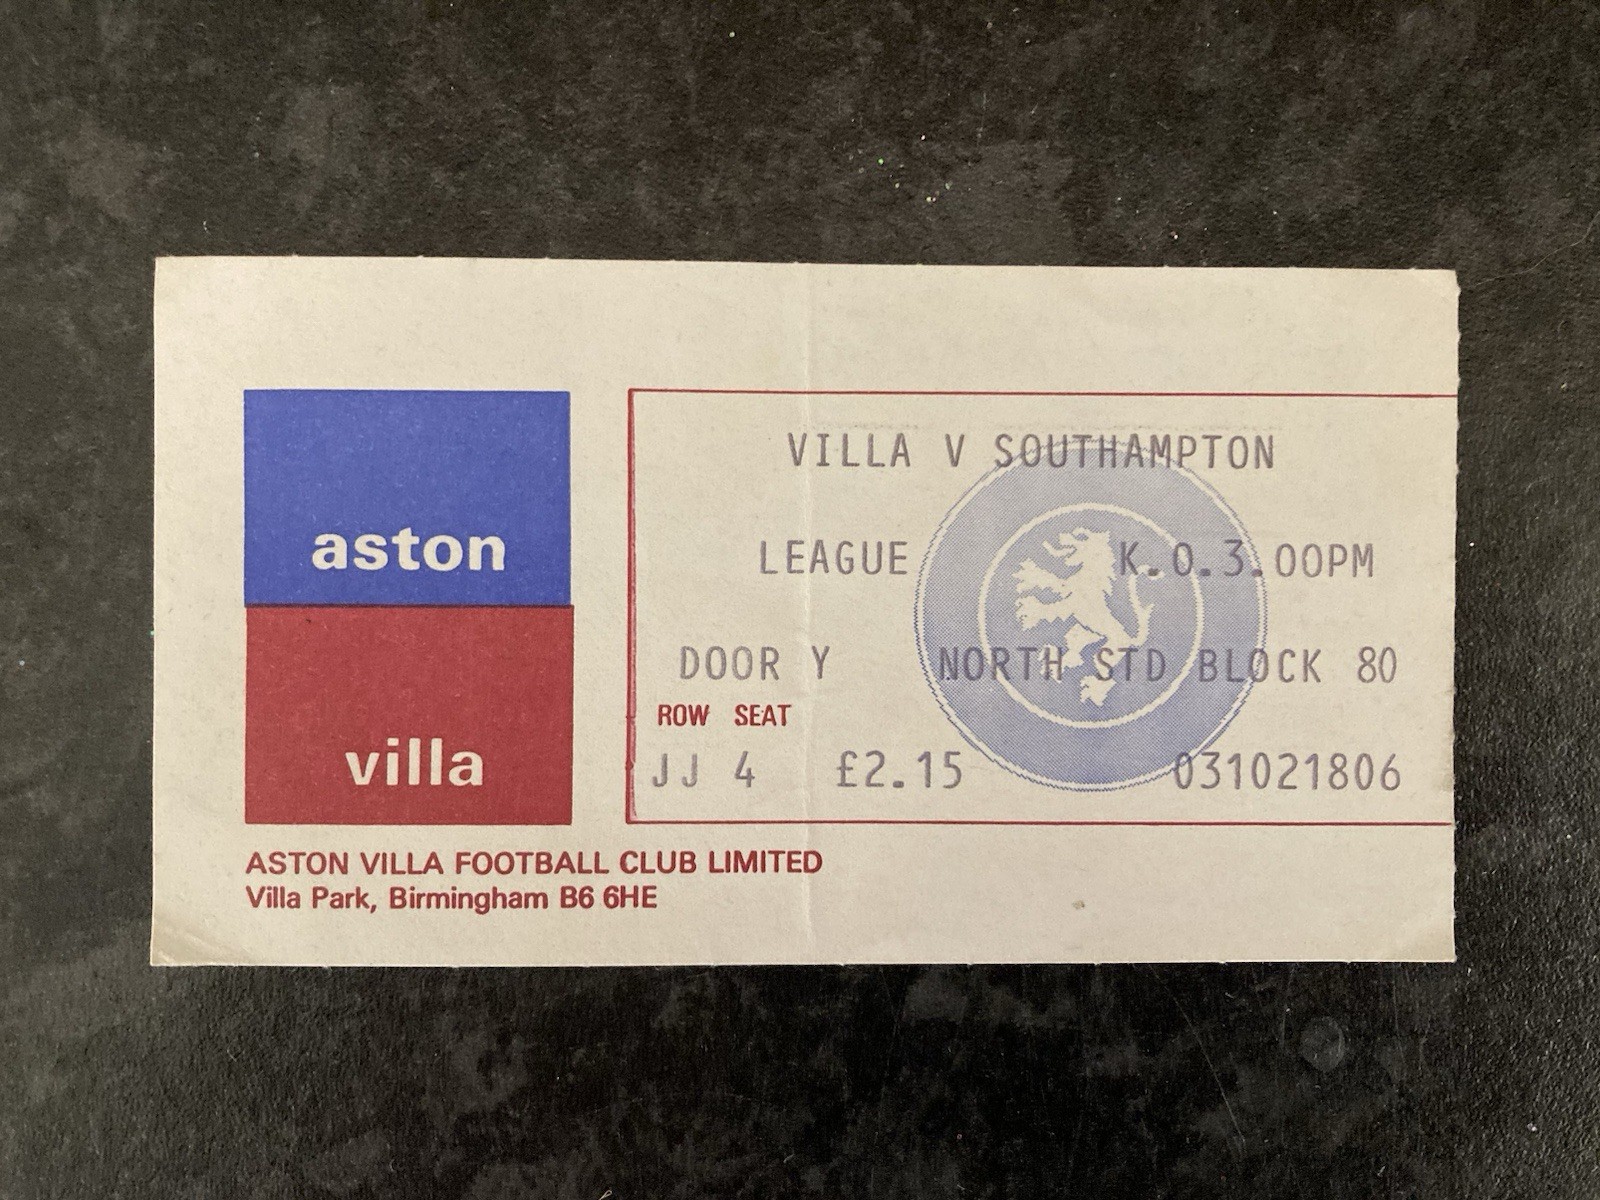 aston
villa
VILLA V SOUTHAMPTON
LEAGUE K.O.3.00PM
DOOR Y NORTH STD BLOCK 80
ROW SEAT
JJ 4 £2.15 031021806
ASTON VILLA FOOTBALL CLUB LIMITED
Villa Park, Birmingham B6 6HE